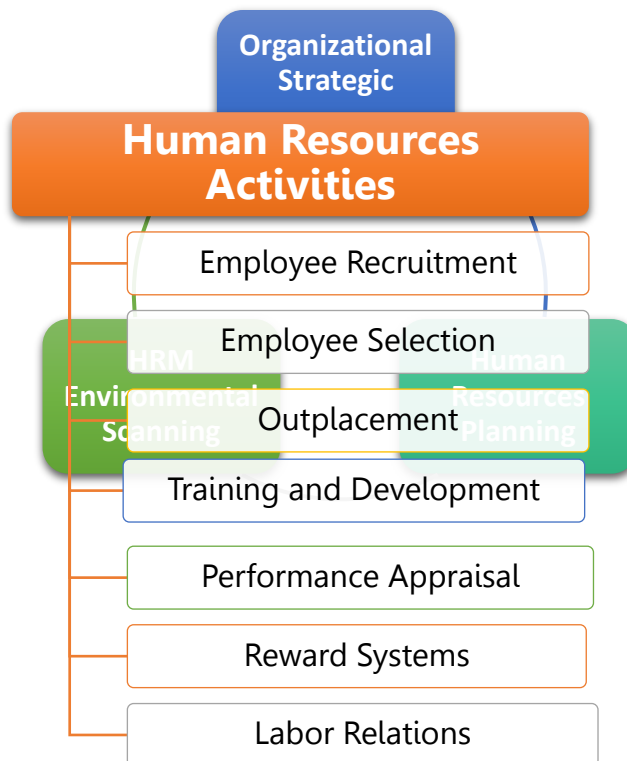 Organizational
Strategic
Human Resources
Activities
Employee Recruitment
Employee Selection
HRM
Environmental
Scanning
Human
Resources
Planning
Outplacement
Training and Development
Performance Appraisal
Reward Systems
Labor Relations